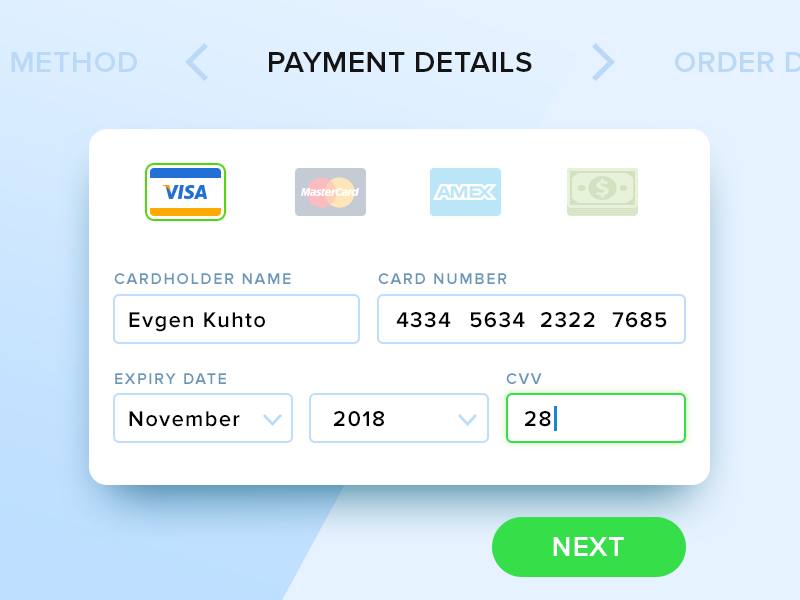 METHOD < PAYMENT DETAILS > ORDER D
VISA MasterCard AMEX $
CARDHOLDER NAME CARD NUMBER
Evgen Kuhto 4334 5634 2322 7685
EXPIRY DATE CVV
November 2018 28
NEXT